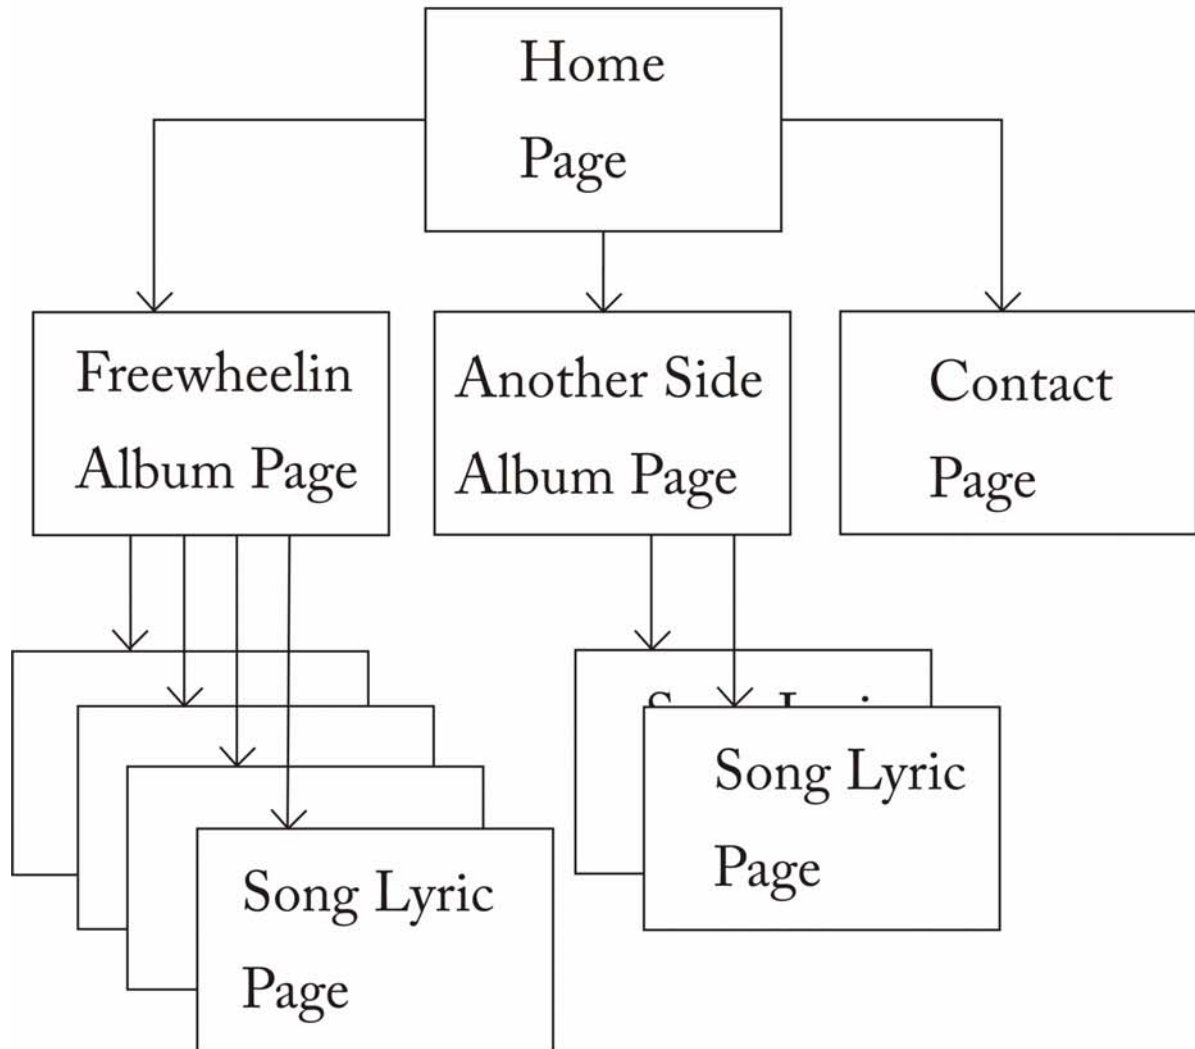 Home
Page
Freewheelin
Album Page
Another Side
Album Page
Contact
Page
Song Lyric
Page
Song Lyric
Page